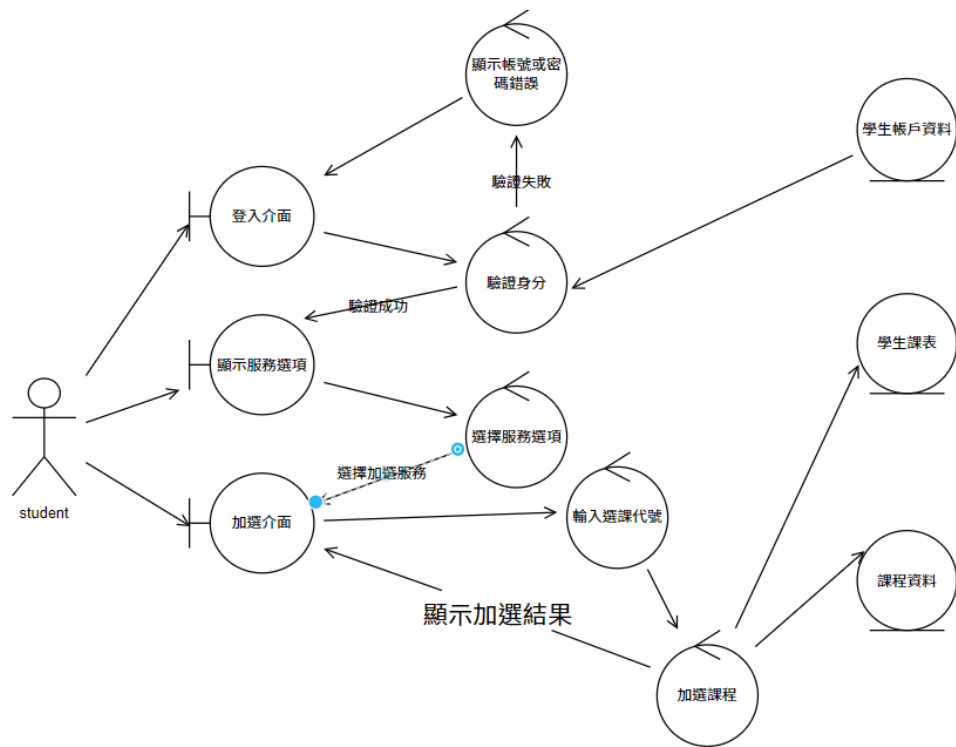 顯示帳號或密
碼錯誤
學生帳戶資料
驗證失敗
登入介面
驗證身分
驗證成功
學生課表
顯示服務選項
選擇服務選項
選擇加選服務
student
加選介面
輸入選課代號
課程資料
顯示加選結果
加選課程